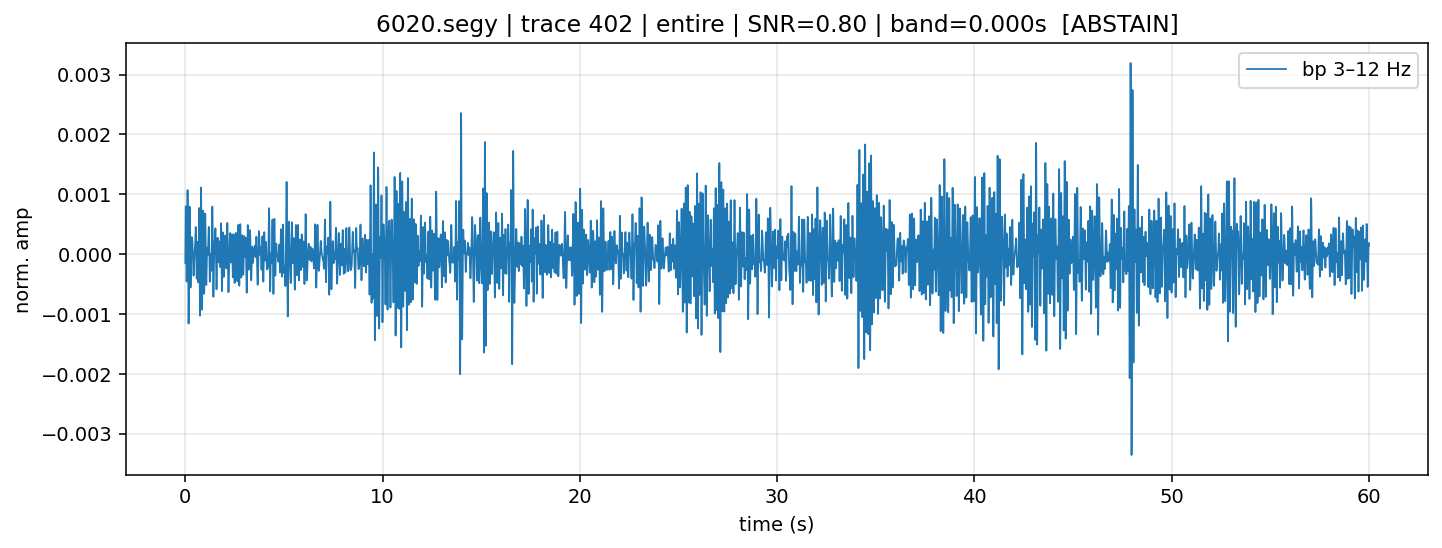 6020.segy | trace 402 | entire | SNR=0.80 | band=0.000s  [ABSTAIN]
bp 3–12 Hz
norm. amp
0.003
0.002
0.001
0.000
−0.001
−0.002
−0.003
0 10 20 30 40 50 60
time (s)